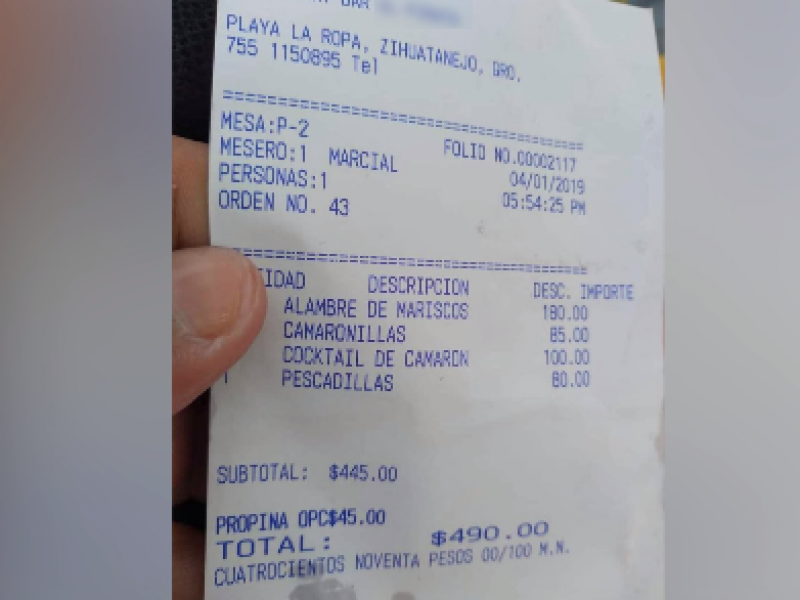 BAR
PLAYA LA ROPA, ZIHUATANEJO, GRO.
755 1150895 Tel
MESA:P-2
MESERO:1 MARCIAL FOLIO NO.00002117
PERSONAS:1 04/01/2019
ORDEN NO. 43 05:54:25 PM
TIDAD DESCRIPCION DESC. IMPORTE
ALAMBRE DE MARISCOS 180.00
CAMARONILLAS 85.00
COCKTAIL DE CAMARON 100.00
1 PESCADILLAS 80.00
SUBTOTAL: $445.00
PROPINA OPC$45.00
TOTAL: $490.00
CUATROCIENTOS NOVENTA PESOS 00/100 M.N.